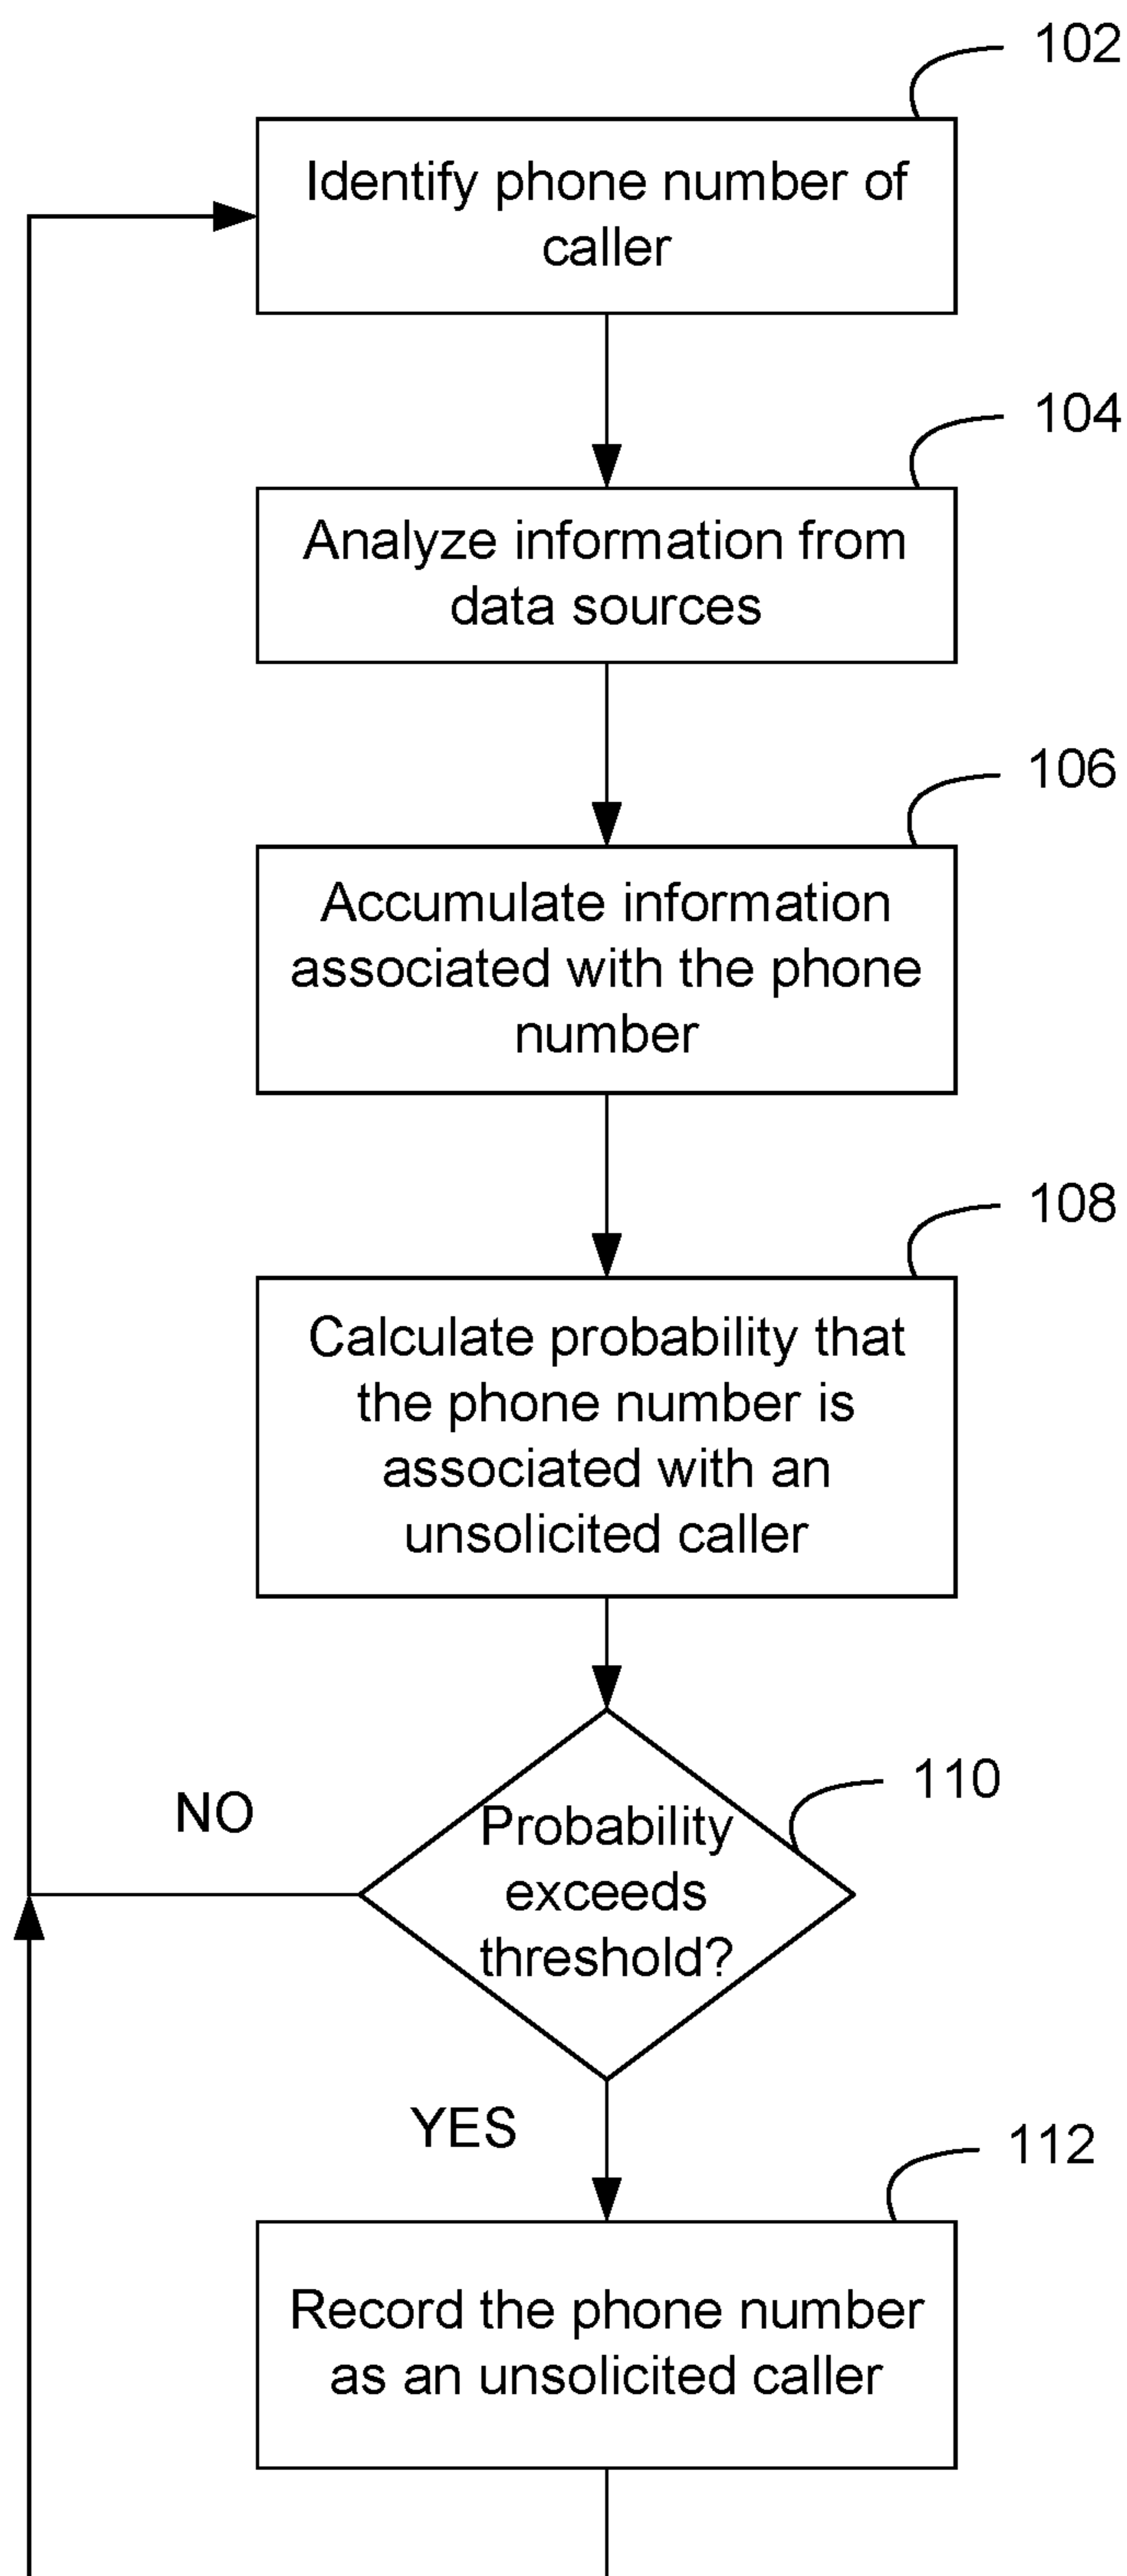 102
Identify phone number of
caller
104
Analyze information from
data sources
106
Accumulate information
associated with the phone
number
108
Calculate probability that
the phone number is
associated with an
unsolicited caller
110
NO
Probability
exceeds
threshold?
YES
112
Record the phone number
as an unsolicited caller